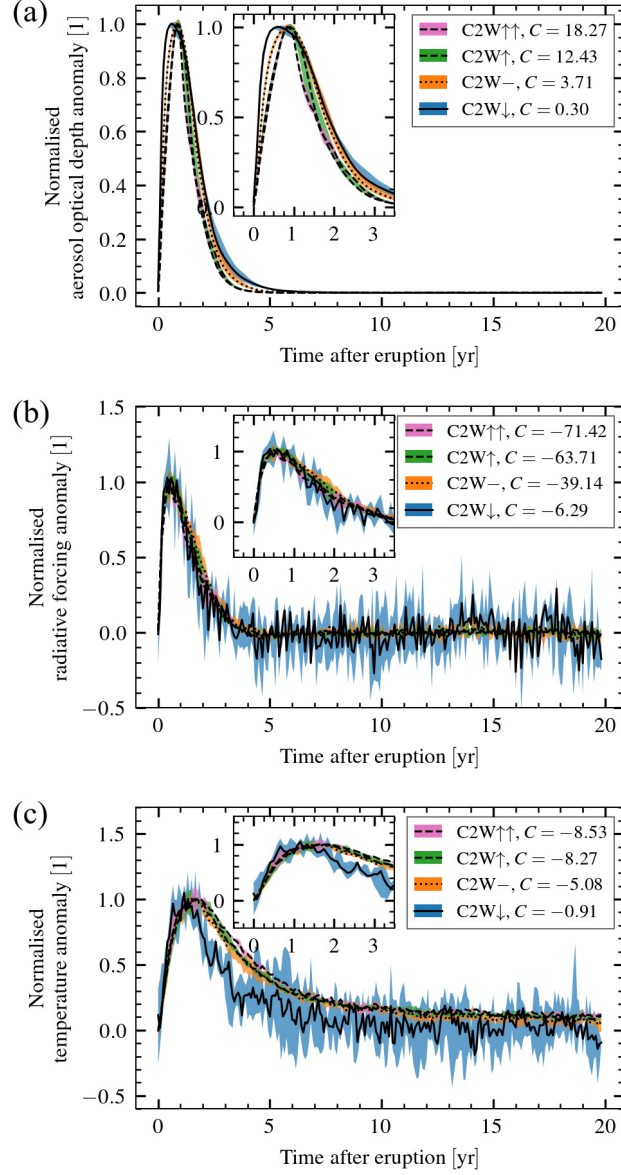 (a)
Normalised
aerosol optical depth anomaly [1]
1.0
0.8
0.6
0.4
0.2
0.0
1
0.5
0
0 1 2 3
C2W↑↑, C = 18.27
C2W↑, C = 12.43
C2W−, C = 3.71
C2W↓, C = 0.30
0 5 10 15 20
Time after eruption [yr]
(b)
Normalised
radiative forcing anomaly [1]
1.5
1.0
0.5
0.0
−0.5
1
0
0 1 2 3
C2W↑↑, C = −71.42
C2W↑, C = −63.71
C2W−, C = −39.14
C2W↓, C = −6.29
0 5 10 15 20
Time after eruption [yr]
(c)
Normalised
temperature anomaly [1]
1.5
1.0
0.5
0.0
−0.5
1
0
0 1 2 3
C2W↑↑, C = −8.53
C2W↑, C = −8.27
C2W−, C = −5.08
C2W↓, C = −0.91
0 5 10 15 20
Time after eruption [yr]